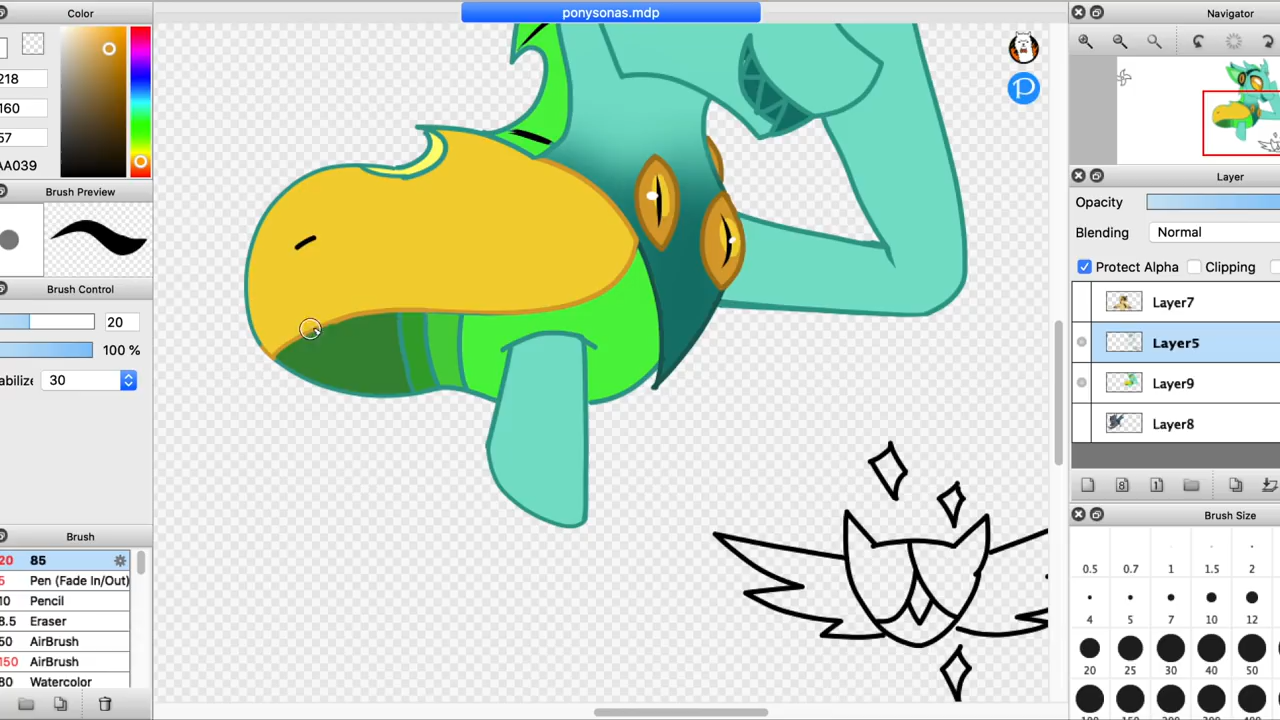 Color
ponysonas.mdp
Navigator
218
160
57
AA039
Brush Preview
Brush Control
20
100 %
abilize 30
Brush
20 85
5 Pen (Fade In/Out)
10 Pencil
8.5 Eraser
50 AirBrush
150 AirBrush
80 Watercolor
Layer
Opacity
Blending Normal
Protect Alpha Clipping
Layer7
Layer5
Layer9
Layer8
8 1
Brush Size
0.5 0.7 1 1.5 2
4 5 7 10 12
20 25 30 40 50